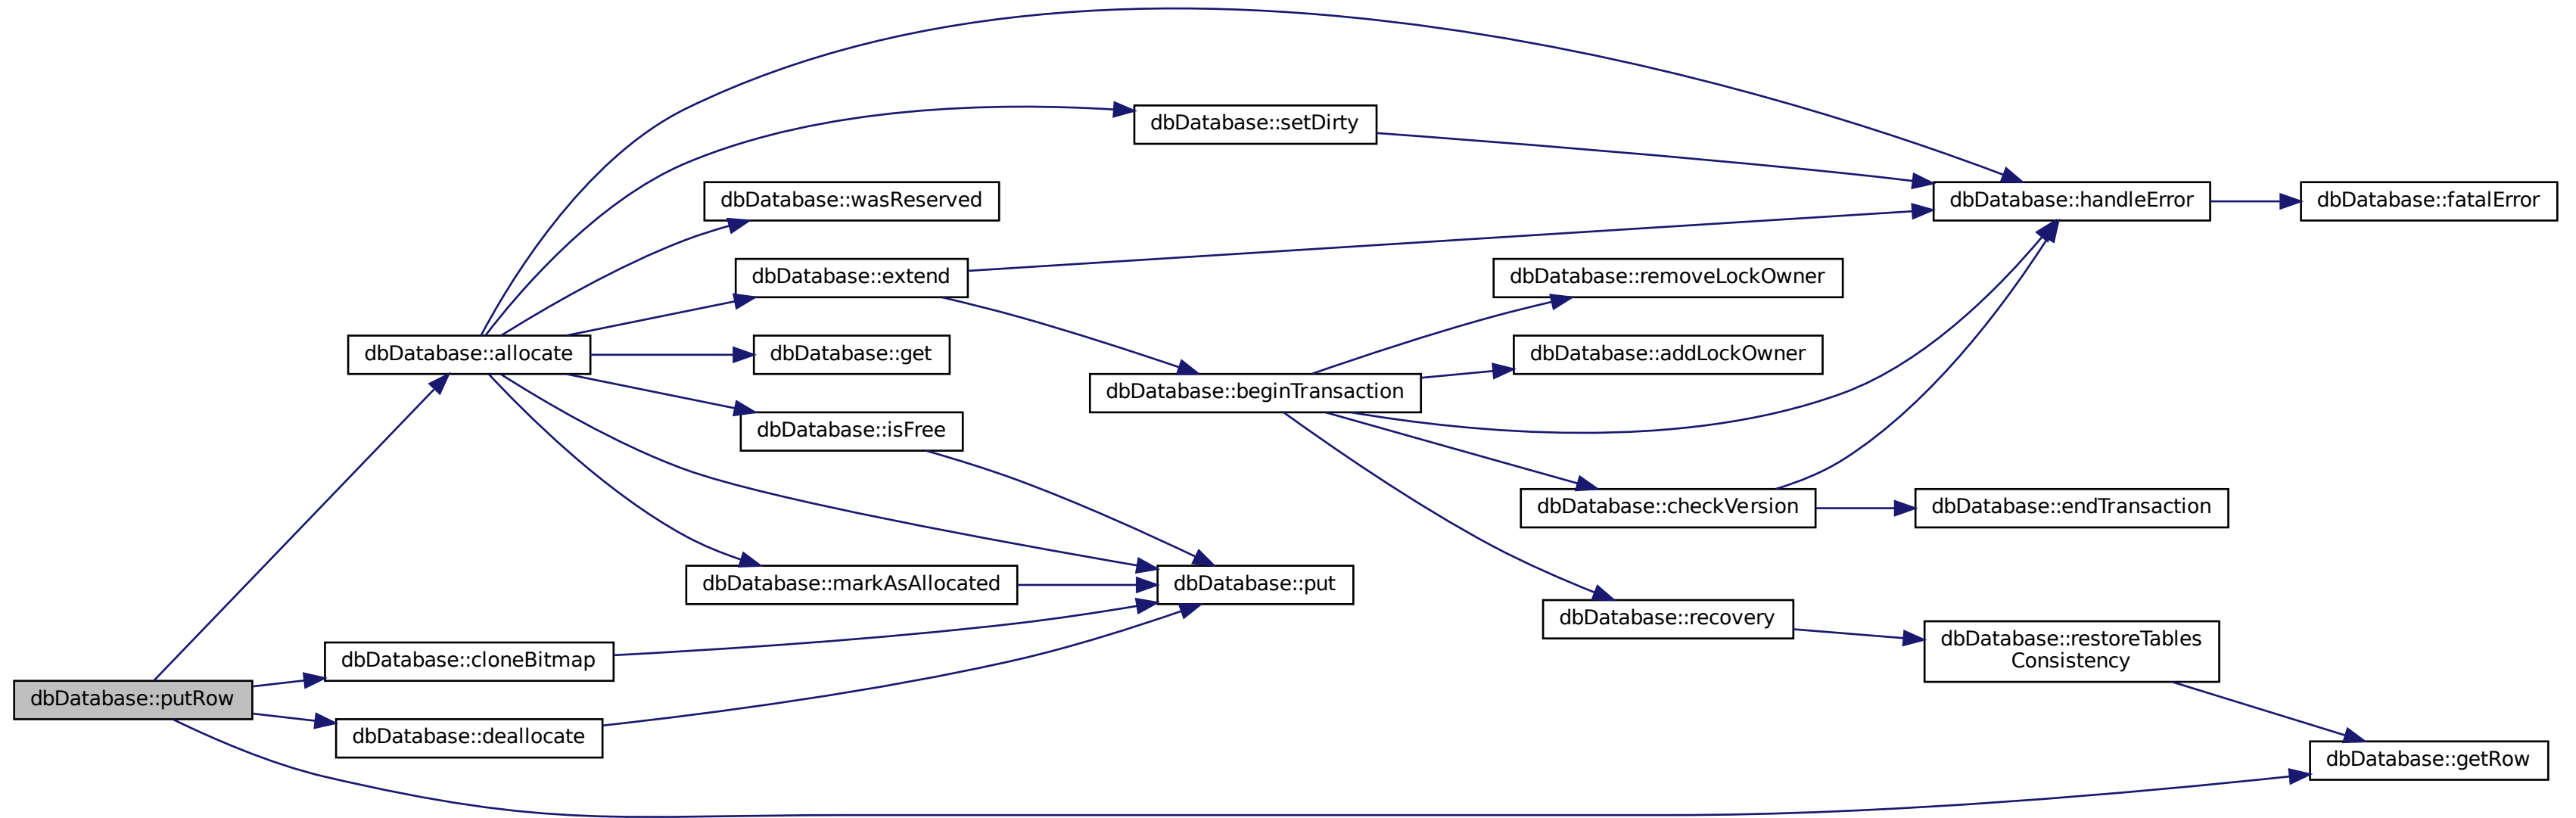 dbDatabase::setDirty
dbDatabase::wasReserved
dbDatabase::handleError
dbDatabase::fatalError
dbDatabase::extend
dbDatabase::removeLockOwner
dbDatabase::allocate
dbDatabase::get
dbDatabase::addLockOwner
dbDatabase::beginTransaction
dbDatabase::isFree
dbDatabase::checkVersion
dbDatabase::endTransaction
dbDatabase::markAsAllocated
dbDatabase::put
dbDatabase::recovery
dbDatabase::restoreTables
Consistency
dbDatabase::cloneBitmap
dbDatabase::putRow
dbDatabase::deallocate
dbDatabase::getRow